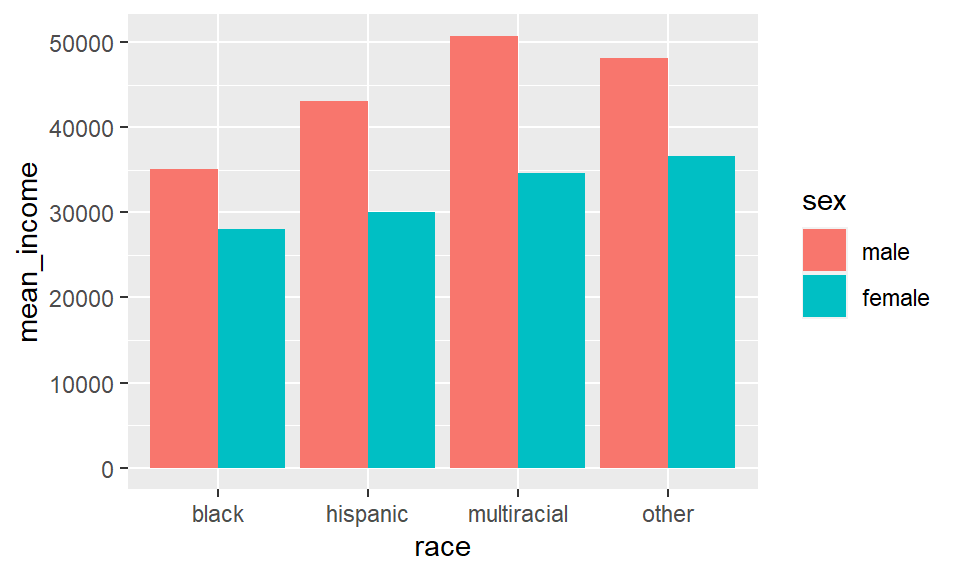 50000
40000
30000
20000
10000
0
mean_income
black hispanic multiracial other
race
sex
male
female